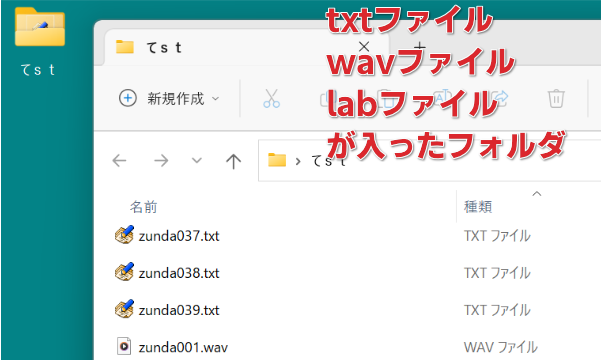 txtファイル
wavファイル
labファイル
が入ったフォルダ
てｓｔ
てｓｔ
新規作成
てｓｔ
名前
種類
zunda037.txt
TXT ファイル
zunda038.txt
TXT ファイル
zunda039.txt
TXT ファイル
zunda001.wav
WAV ファイル